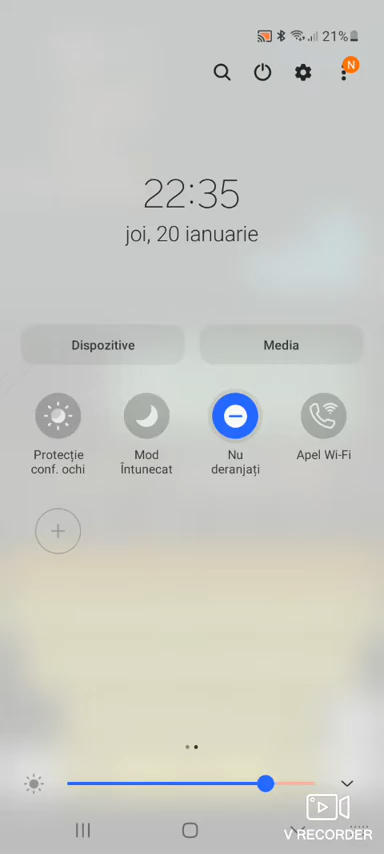 21%
N
22:35
joi, 20 ianuarie
Dispozitive
Media
Protecție
conf. ochi
Mod
Întunecat
Nu
deranjați
Apel Wi-Fi
V RECORDER